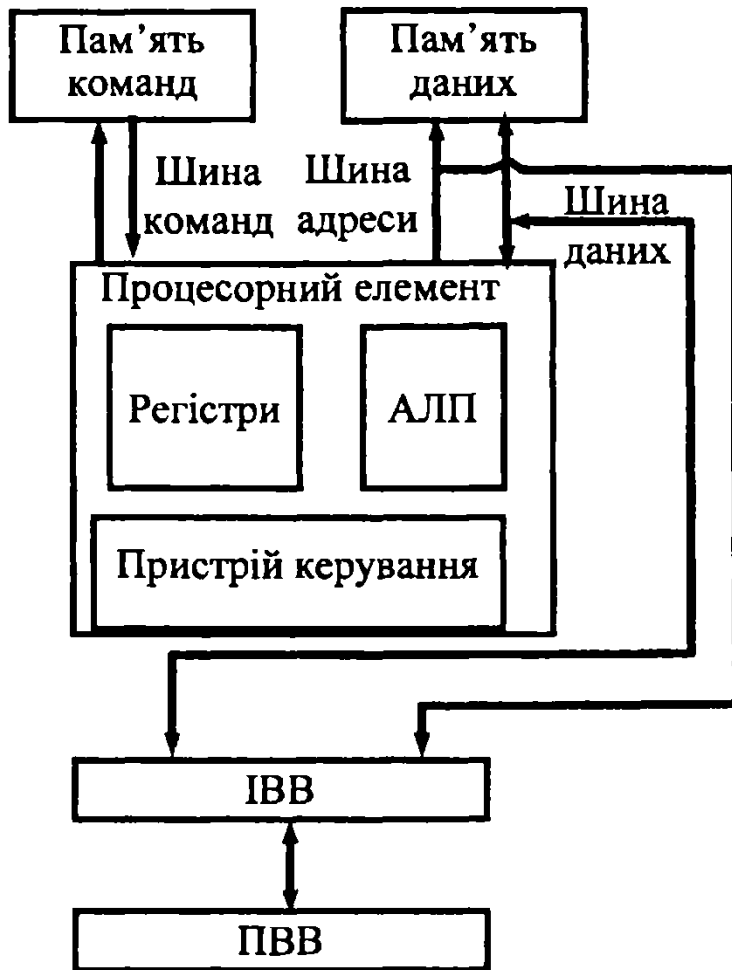 Пам’ять
команд
Пам’ять
даних
Шина
команд
Шина
адреси
Шина
даних
Процесорний елемент
Регістри
АЛП
Пристрій керування
ІВВ
ПВВ